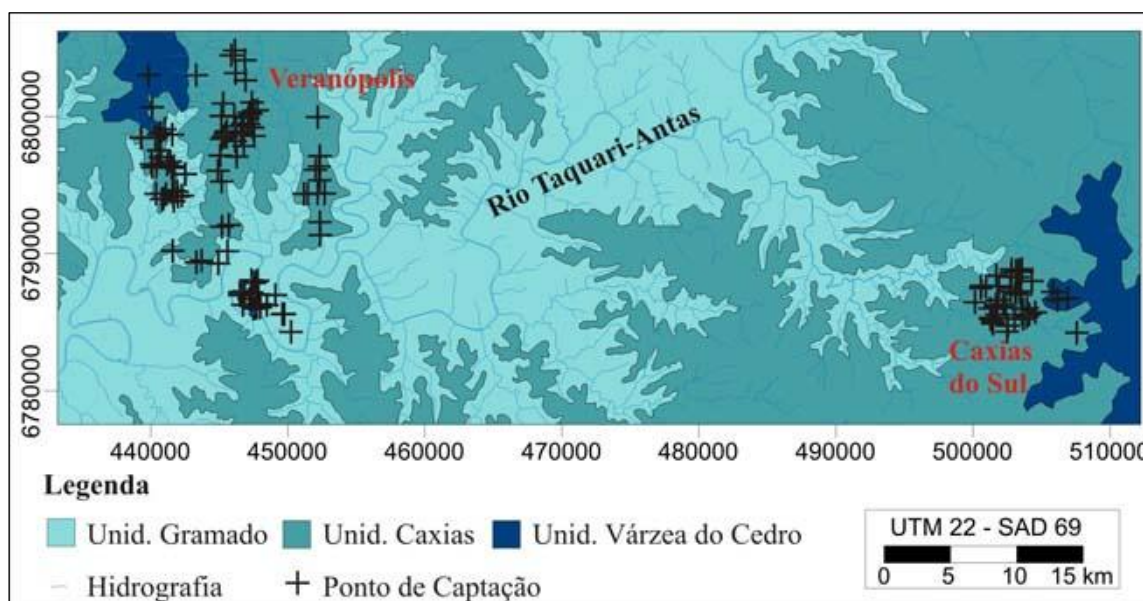 Veranópolis
Rio Taquari-Antas
Caxias
do Sul
6800000
6790000
6780000
440000 450000 460000 470000 480000 490000 500000 510000
Legenda
Unid. Gramado Unid. Caxias Unid. Várzea do Cedro
Hidrografia Ponto de Captação
UTM 22 - SAD 69
0 5 10 15 km